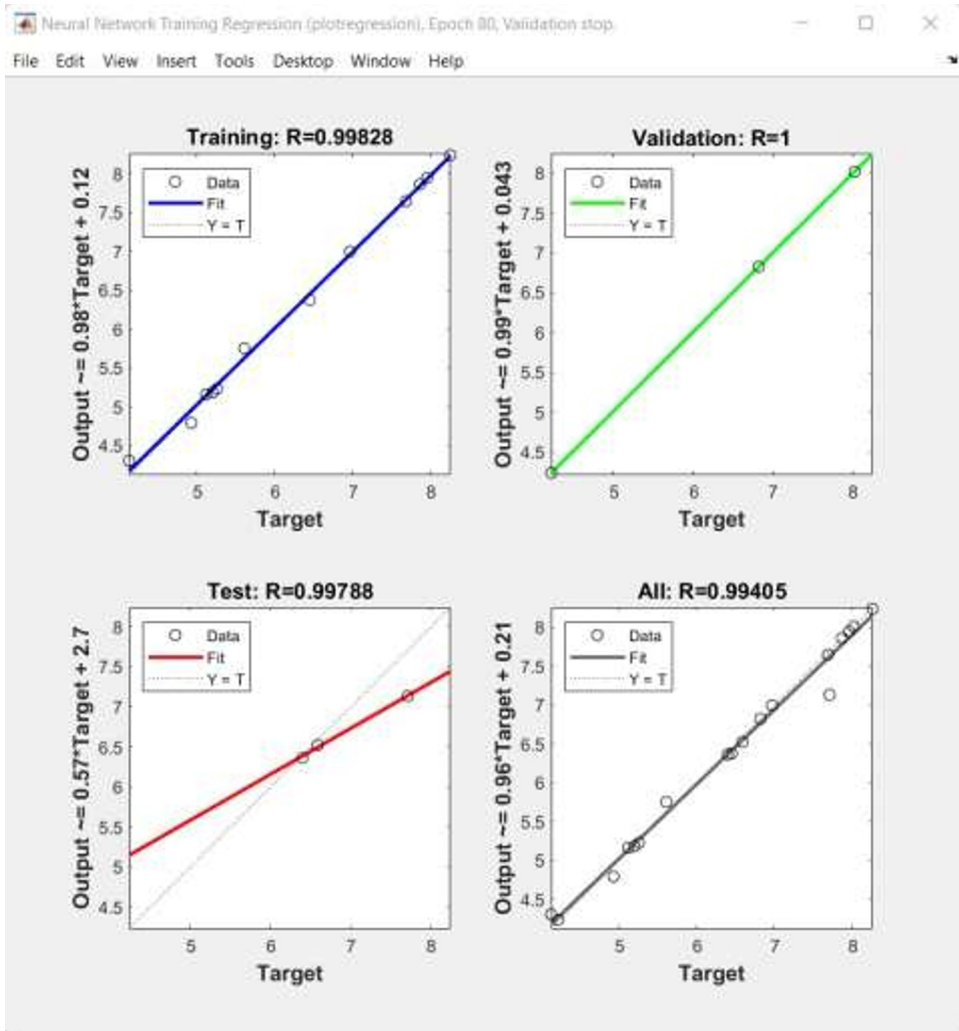 Neural Network Training Regression (plotregression), Epoch 80, Validation stop.
File Edit View Insert Tools Desktop Window Help
Training: R=0.99828
Output ~= 0.98*Target + 0.12
Data
Fit
Y = T
8
7.5
7
6.5
6
5.5
5
4.5
5 6 7 8
Target
Validation: R=1
Output ~= 0.99*Target + 0.043
Data
Fit
Y = T
8
7.5
7
6.5
6
5.5
5
4.5
5 6 7 8
Target
Test: R=0.99788
Output ~= 0.57*Target + 2.7
Data
Fit
Y = T
8
7.5
7
6.5
6
5.5
5
4.5
5 6 7 8
Target
All: R=0.99405
Output ~= 0.96*Target + 0.21
Data
Fit
Y = T
8
7.5
7
6.5
6
5.5
5
4.5
5 6 7 8
Target